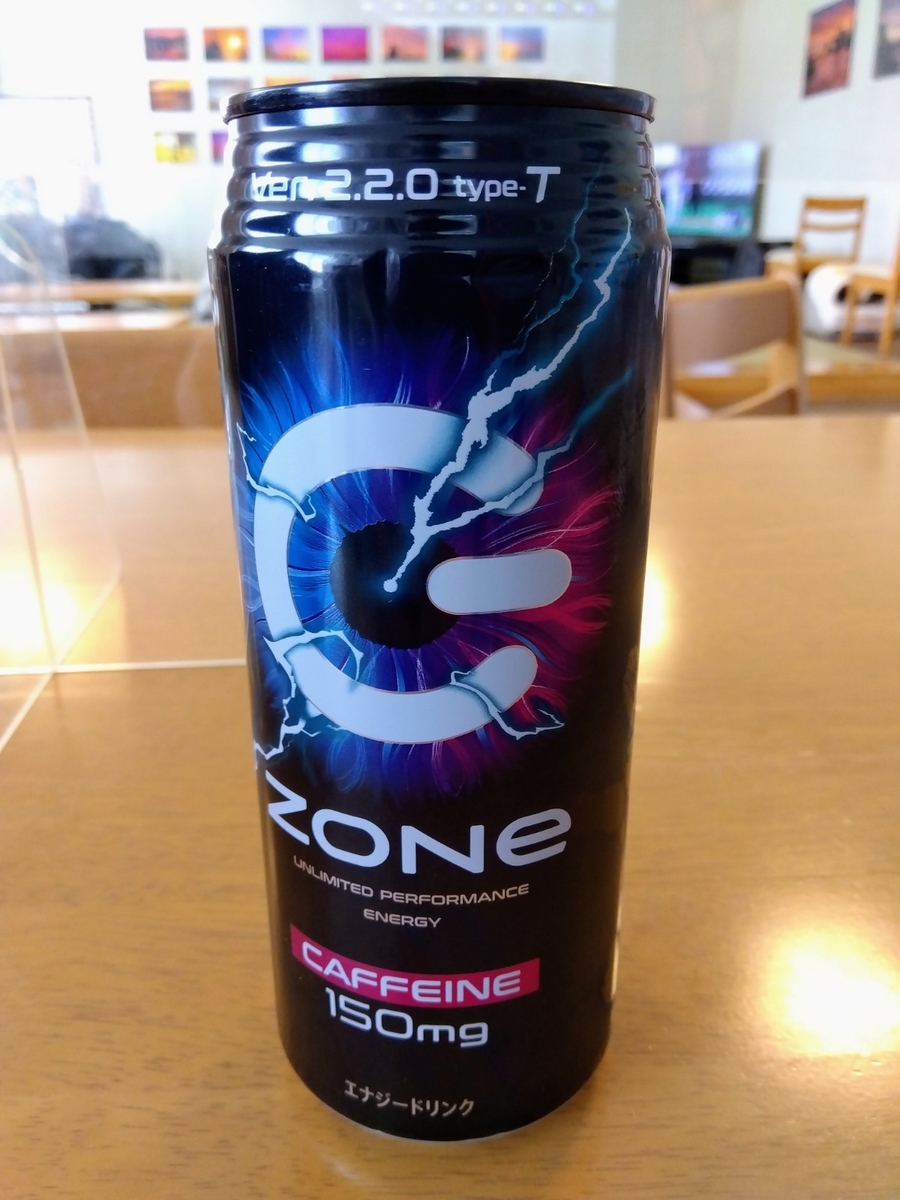 Ver.2.2.0 type-T
ZONe
UNLIMITED PERFORMANCE
ENERGY
CAFFEINE
150mg
エナジードリンク